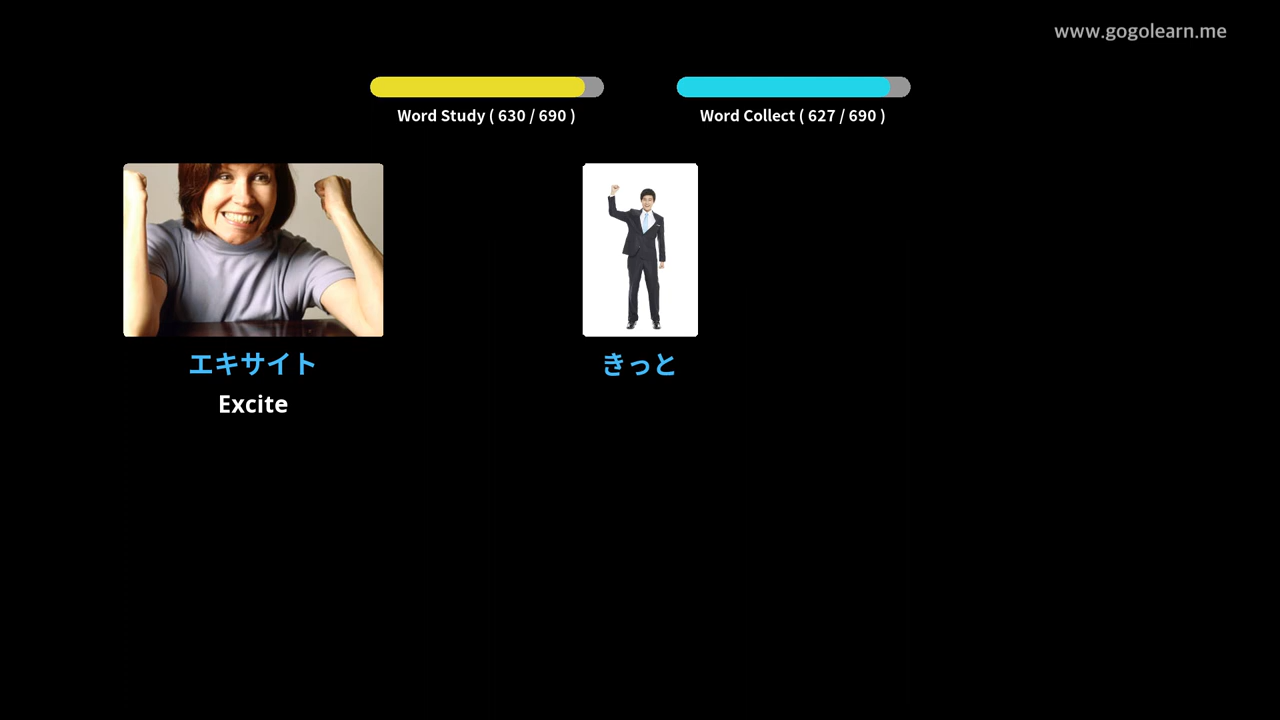 www.gogolearn.me
Word Study ( 630 / 690 )
Word Collect ( 627 / 690 )
エキサイト
Excite
きっと